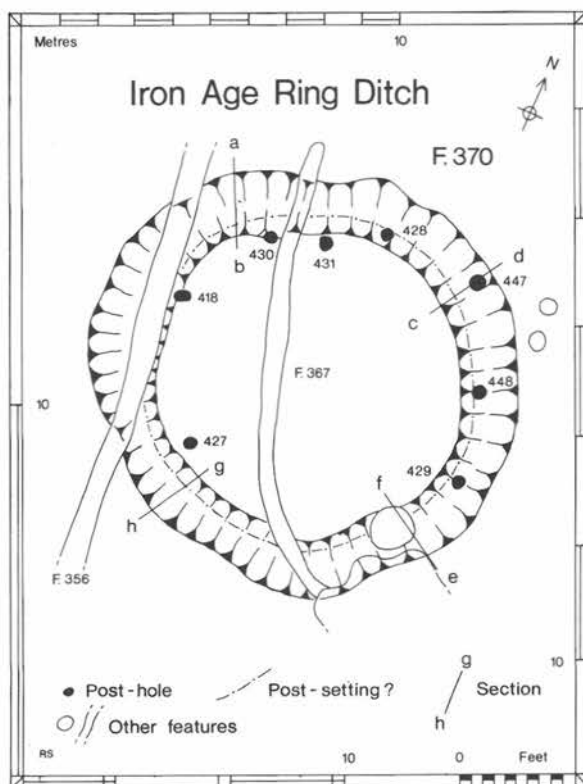 Metres 10
Iron Age Ring Ditch
N
F. 370
a
b
430
431
428
d
447
c
418
F. 367
10
448
427
g
429
f
h
e
F. 356
g
10
Post-hole
Post-setting?
Section
h
Other features
RS
10
0
Feet